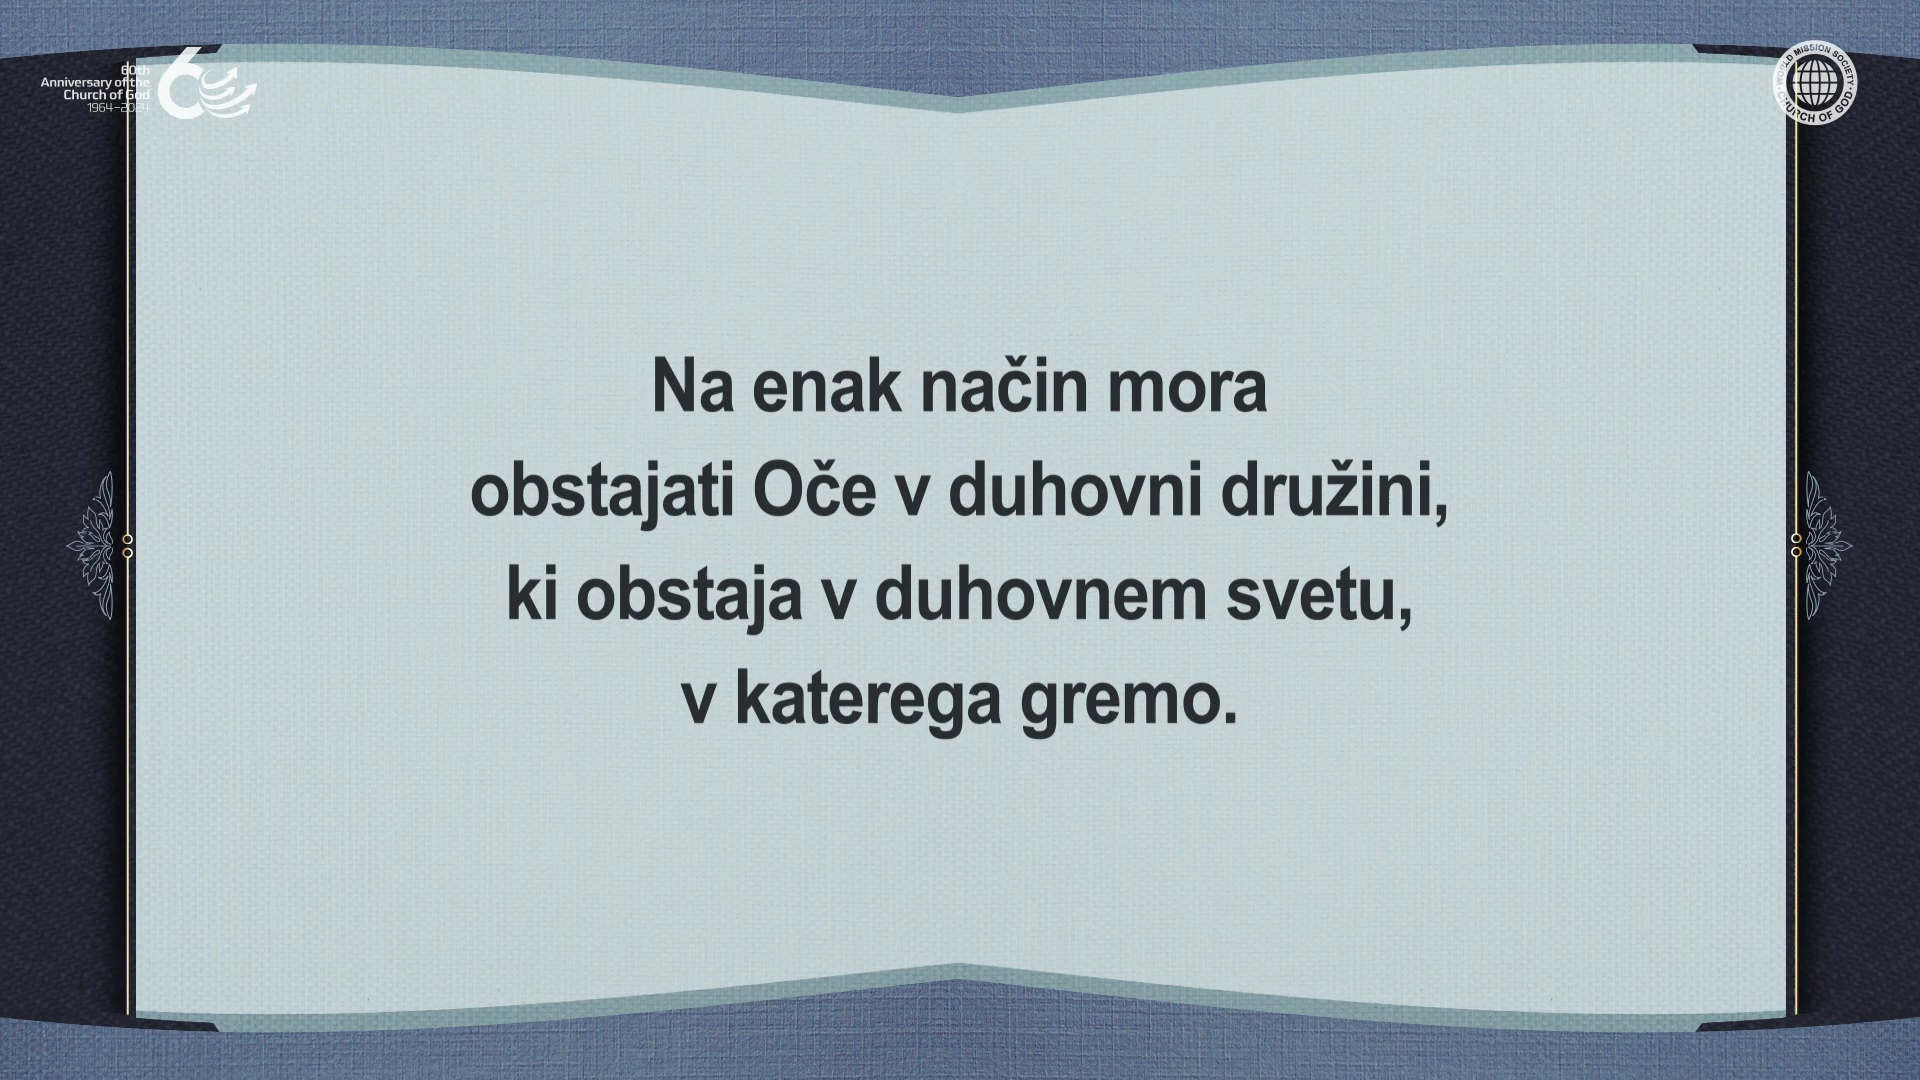 60th
Anniversary of the
Church of God
1964–2024
60
WORLD MISSION SOCIETY
CHURCH OF GOD
Na enak način mora
obstajati Oče v duhovni družini,
ki obstaja v duhovnem svetu,
v katerega gremo.